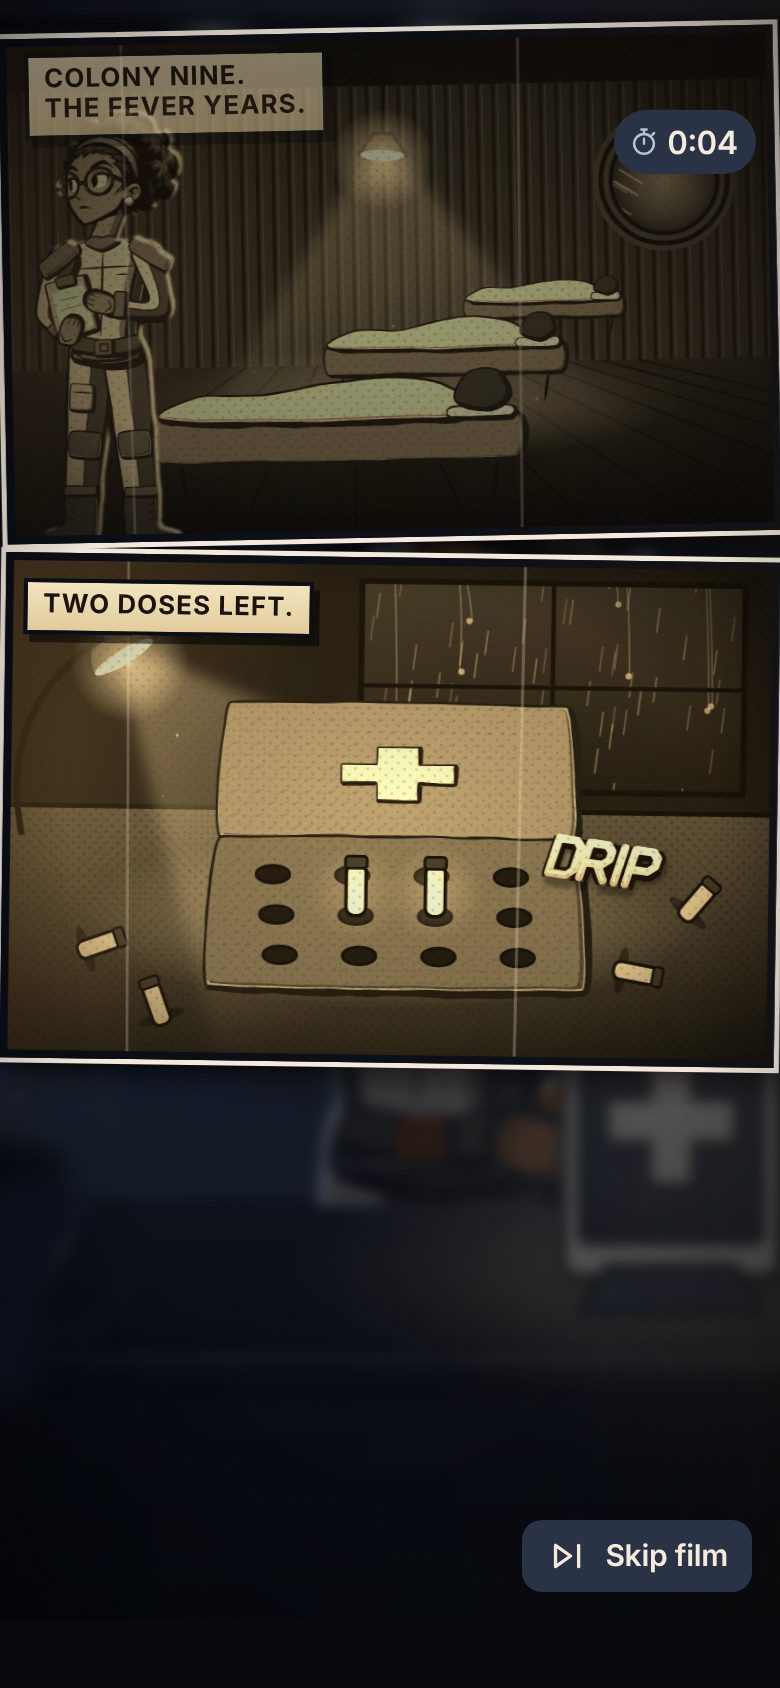 COLONY NINE.
THE FEVER YEARS.
0:04
TWO DOSES LEFT.
DRIP
Skip film